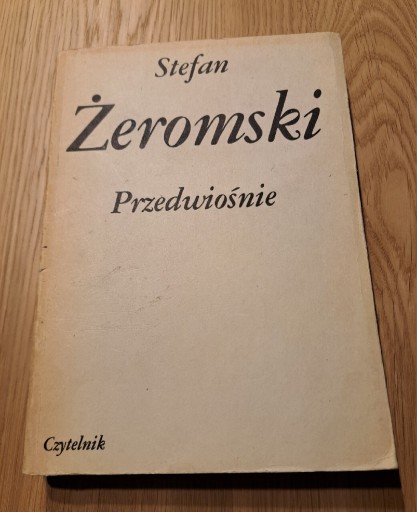 Stefan
Żeromski
Przedwiośnie
Czytelnik